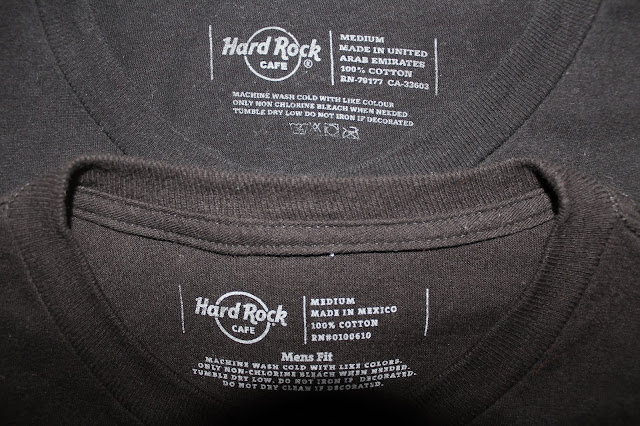 Hard Rock
CAFE
®
MEDIUM
MADE IN UNITED
ARAB EMIRATES
100% COTTON
RN-79177 CA-33603
MACHINE WASH COLD WITH LIKE COLOUR
ONLY NON CHLORINE BLEACH WHEN NEEDED
TUMBLE DRY LOW DO NOT IRON IF DECORATED
Hard Rock
CAFE
®
MEDIUM
MADE IN MEXICO
100% COTTON
RN#0100610
Mens Fit
MACHINE WASH COLD WITH LIKE COLORS.
ONLY NON-CHLORINE BLEACH WHEN NEEDED.
TUMBLE DRY LOW. DO NOT IRON IF DECORATED.
DO NOT DRY CLEAN IF DECORATED.